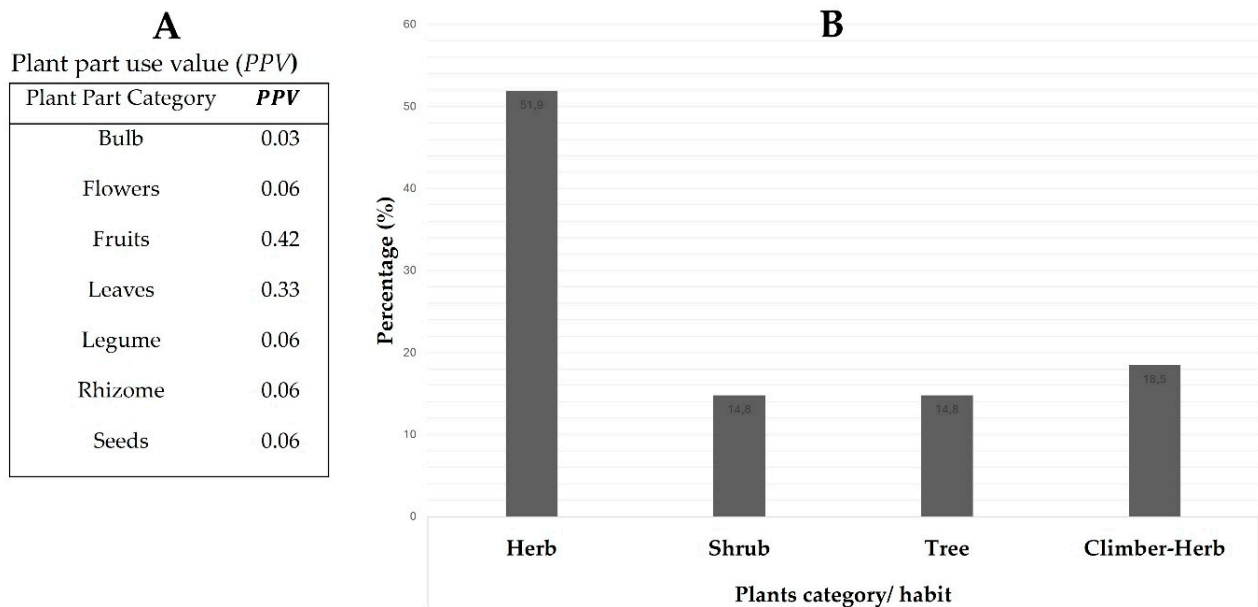 A
Plant part use value (PPV)
Plant Part Category PPV
Bulb 0.03
Flowers 0.06
Fruits 0.42
Leaves 0.33
Legume 0.06
Rhizome 0.06
Seeds 0.06
B
Percentage (%)
60
50
40
30
20
10
0
51,9
14,8
14,8
18,5
Herb Shrub Tree Climber-Herb
Plants category/ habit